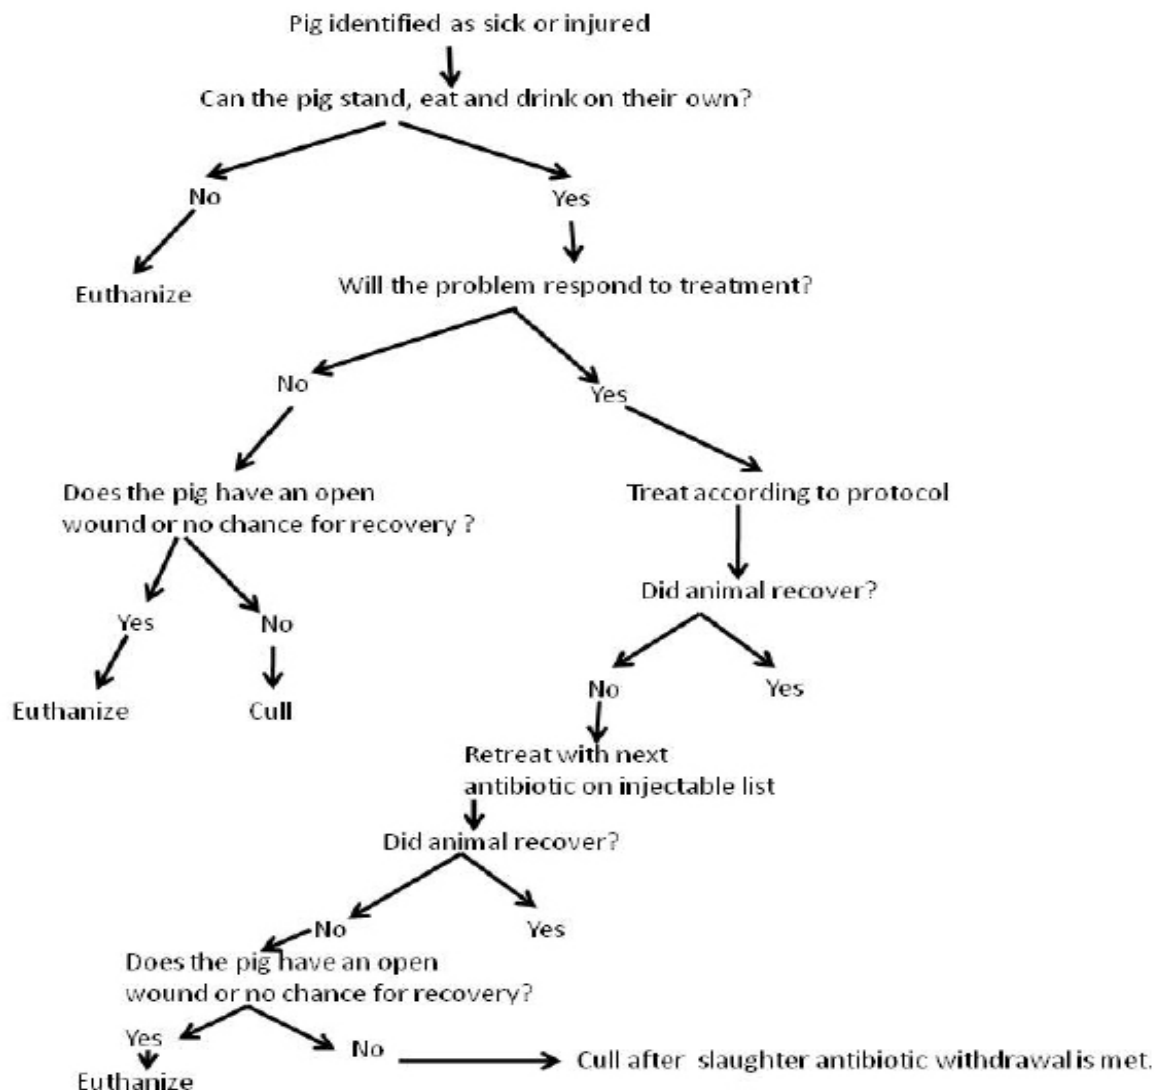 Pig identified as sick or injured
Can the pig stand, eat and drink on their own?
No
Yes
Euthanize
Will the problem respond to treatment?
No
Yes
Does the pig have an open
wound or no chance for recovery ?
Treat according to protocol
Did animal recover?
Yes
No
No
Yes
Euthanize
Cull
Retreat with next
antibiotic on injectable list
Did animal recover?
No
Yes
Does the pig have an open
wound or no chance for recovery?
Yes
No
Cull after slaughter antibiotic withdrawal is met.
Euthanize